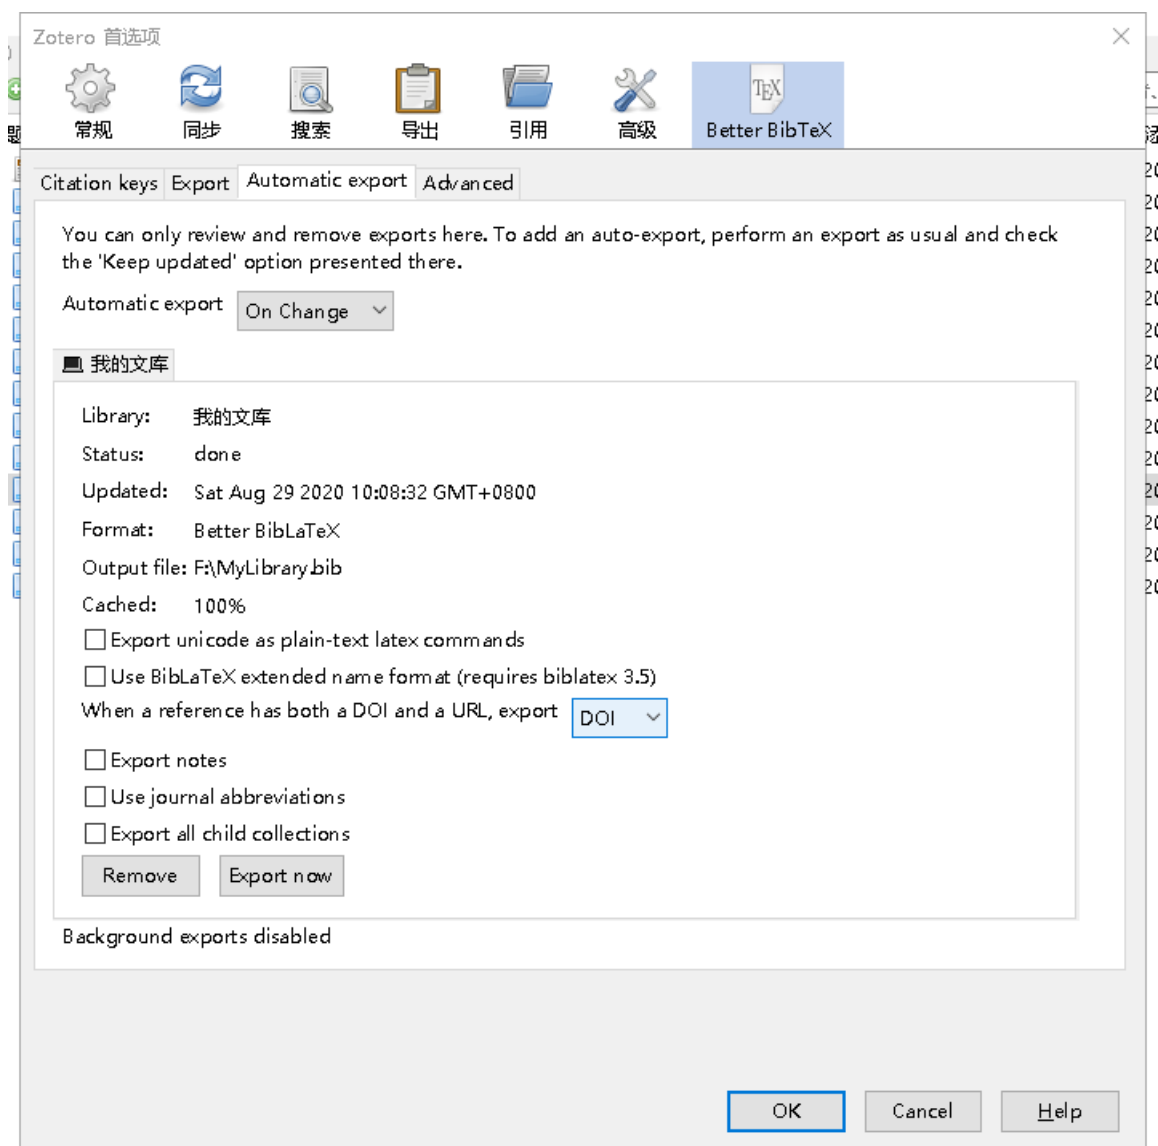 Zotero 首选项
常规 同步 搜索 导出 引用 高级 TEX Better BibTeX
Citation keys Export Automatic export Advanced
You can only review and remove exports here. To add an auto-export, perform an export as usual and check
the 'Keep updated' option presented there.
Automatic export On Change
我的文库
Library: 我的文库
Status: done
Updated: Sat Aug 29 2020 10:08:32 GMT+0800
Format: Better BibLaTeX
Output file: F:\MyLibrary.bib
Cached: 100%
Export unicode as plain-text latex commands
Use BibLaTeX extended name format (requires biblatex 3.5)
When a reference has both a DOI and a URL, export DOI
Export notes
Use journal abbreviations
Export all child collections
Remove Export now
Background exports disabled
OK Cancel Help